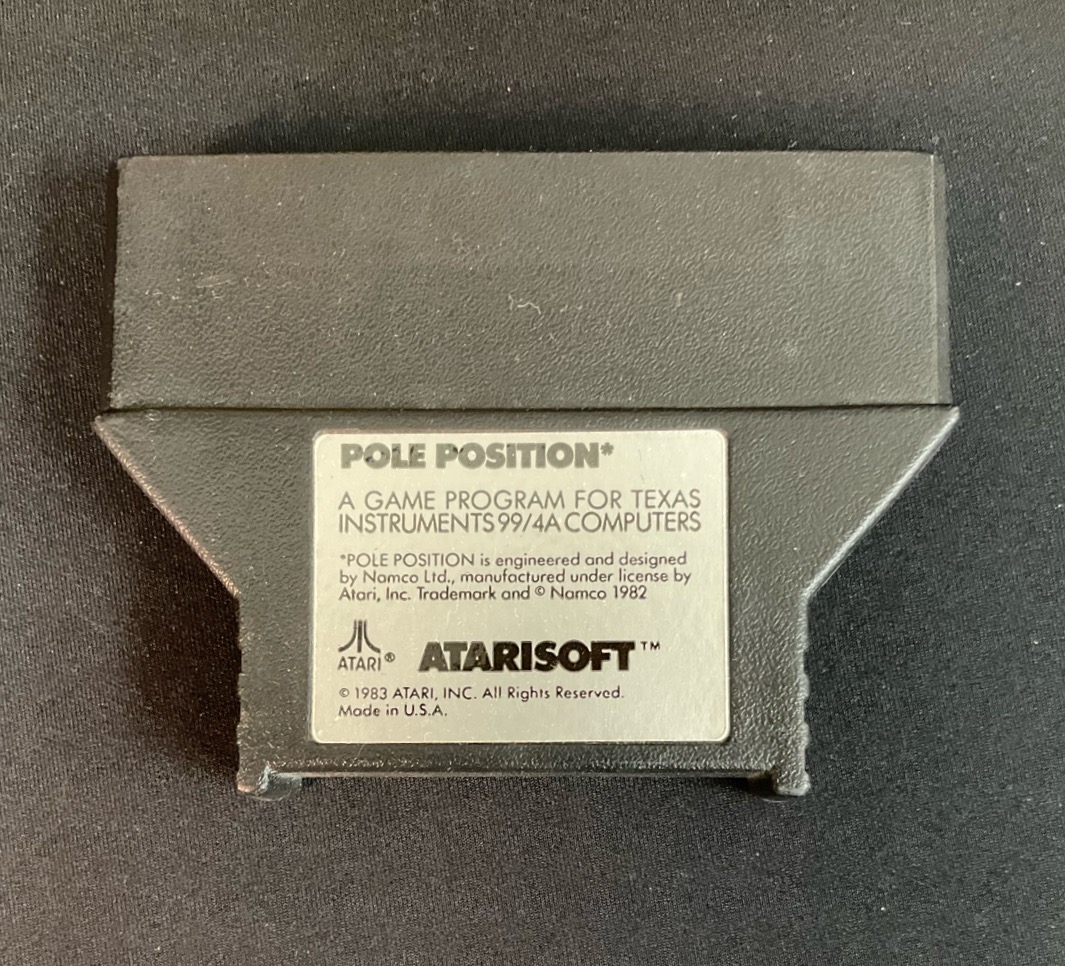 POLE POSITION*
A GAME PROGRAM FOR TEXAS
INSTRUMENTS 99/4A COMPUTERS
*POLE POSITION is engineered and designed
by Namco Ltd., manufactured under license by
Atari, Inc. Trademark and © Namco 1982
ATARI® ATARISOFT™
© 1983 ATARI, INC. All Rights Reserved.
Made in U.S.A.